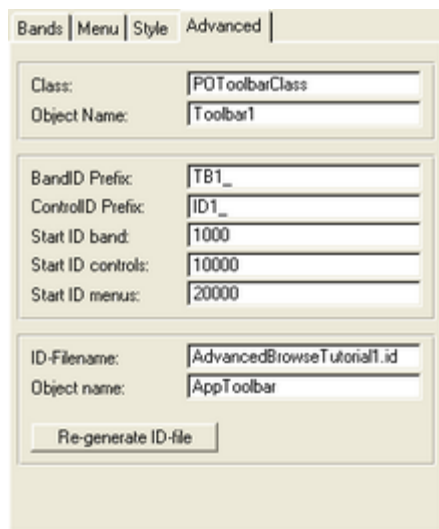 Bands Menu Style Advanced
Class: POToolbarClass
Object Name: Toolbar1
BandID Prefix: TB1_
ControlID Prefix: ID1_
Start ID band: 1000
Start ID controls: 10000
Start ID menus: 20000
ID-Filename: AdvancedBrowseTutorial1.id
Object name: AppToolbar
Re-generate ID-file